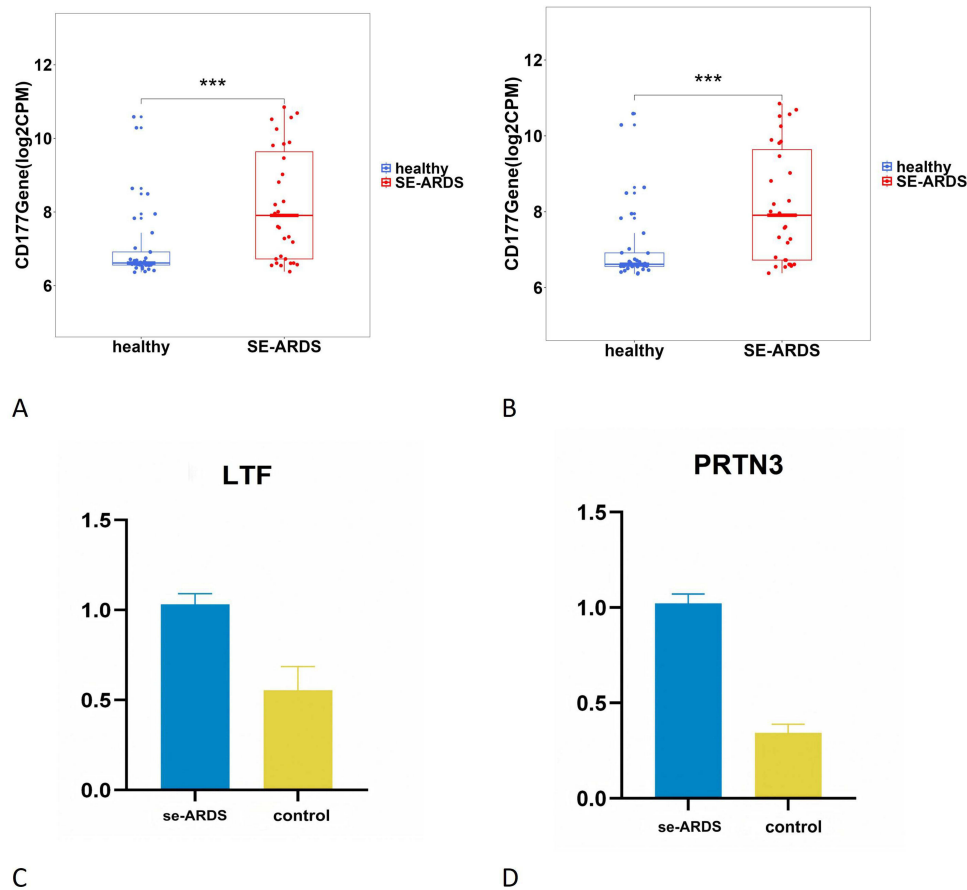 12
10
8
6
CD177Gene(log2CPM)
***
healthy
SE-ARDS
healthy
SE-ARDS
A
12
10
8
6
CD177Gene(log2CPM)
***
healthy
SE-ARDS
healthy
SE-ARDS
B
LTF
1.5
1.0
0.5
0.0
se-ARDS
control
C
PRTN3
1.5
1.0
0.5
0.0
se-ARDS
control
D